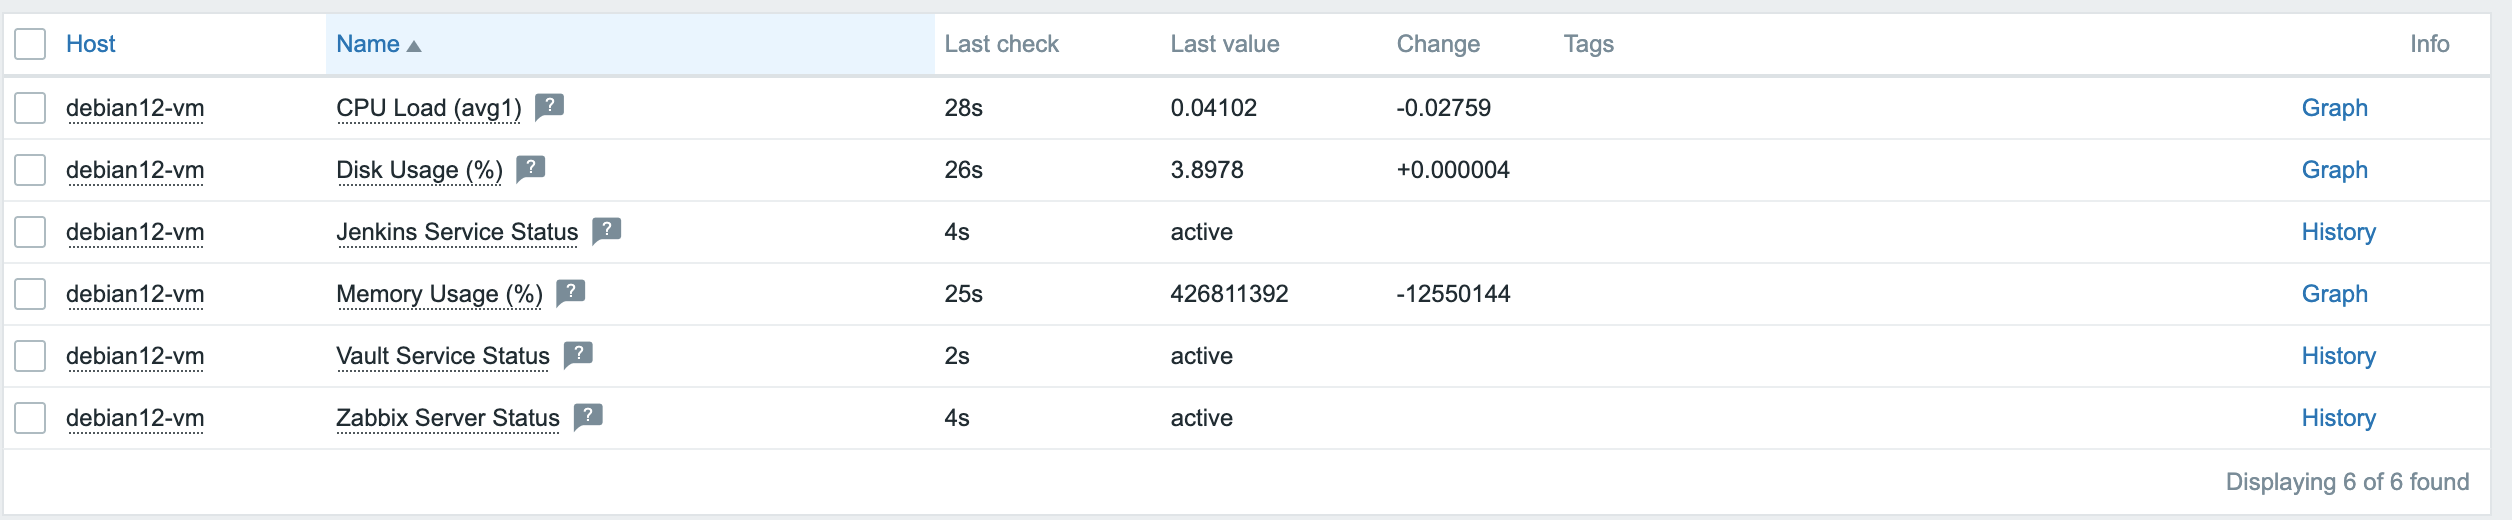 Host Name ▲ Last check Last value Change Tags Info
debian12-vm CPU Load (avg1) ? 28s 0.04102 -0.02759 Graph
debian12-vm Disk Usage (%) ? 26s 3.8978 +0.000004 Graph
debian12-vm Jenkins Service Status ? 4s active History
debian12-vm Memory Usage (%) ? 25s 426811392 -12550144 Graph
debian12-vm Vault Service Status ? 2s active History
debian12-vm Zabbix Server Status ? 4s active History
Displaying 6 of 6 found